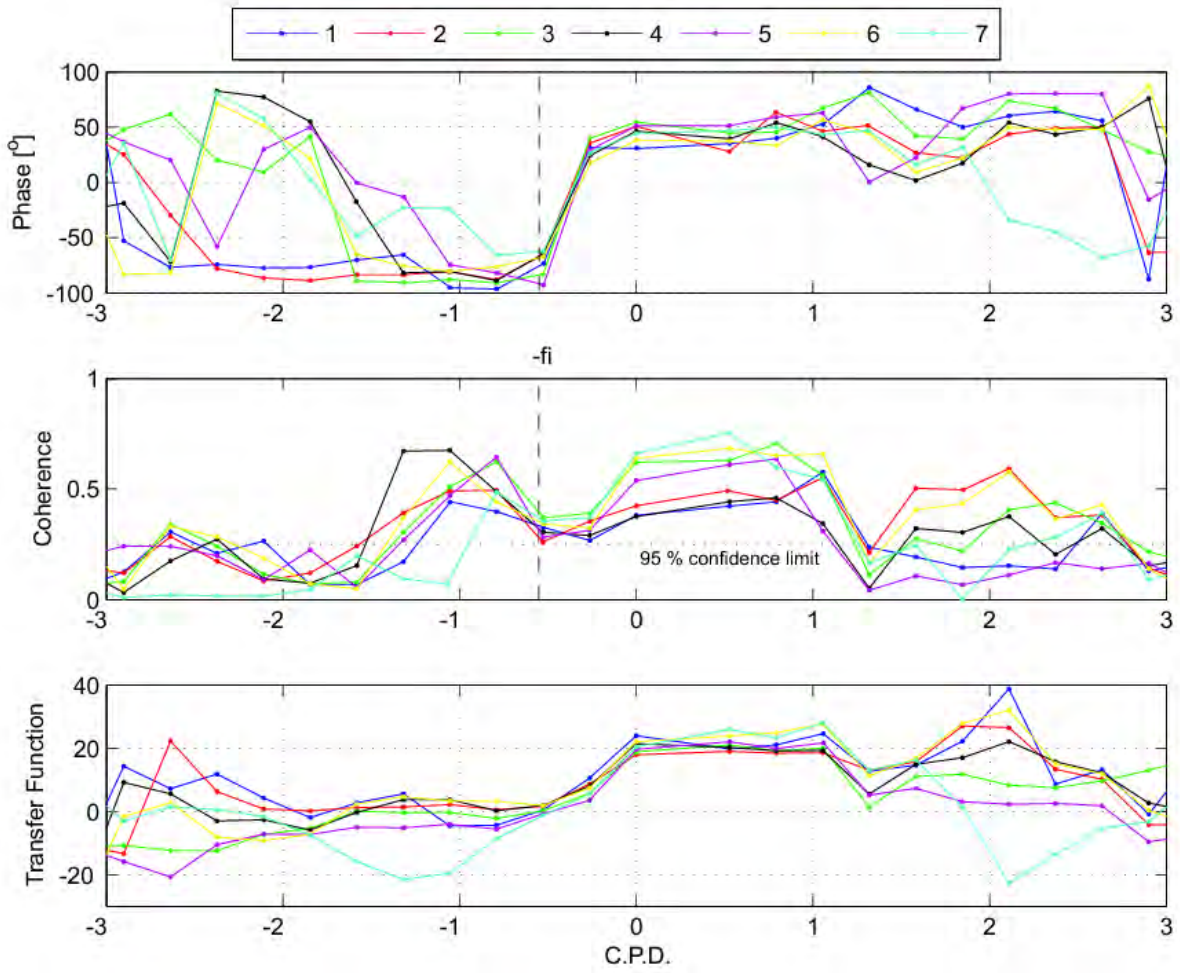 1 2 3 4 5 6 7
100
50
0
-50
-100
Phase [°]
-3 -2 -1 0 1 2 3
-fi
1
0.5
0
Coherence
95 % confidence limit
-3 -2 -1 0 1 2 3
40
20
0
-20
Transfer Function
-3 -2 -1 0 1 2 3
C.P.D.